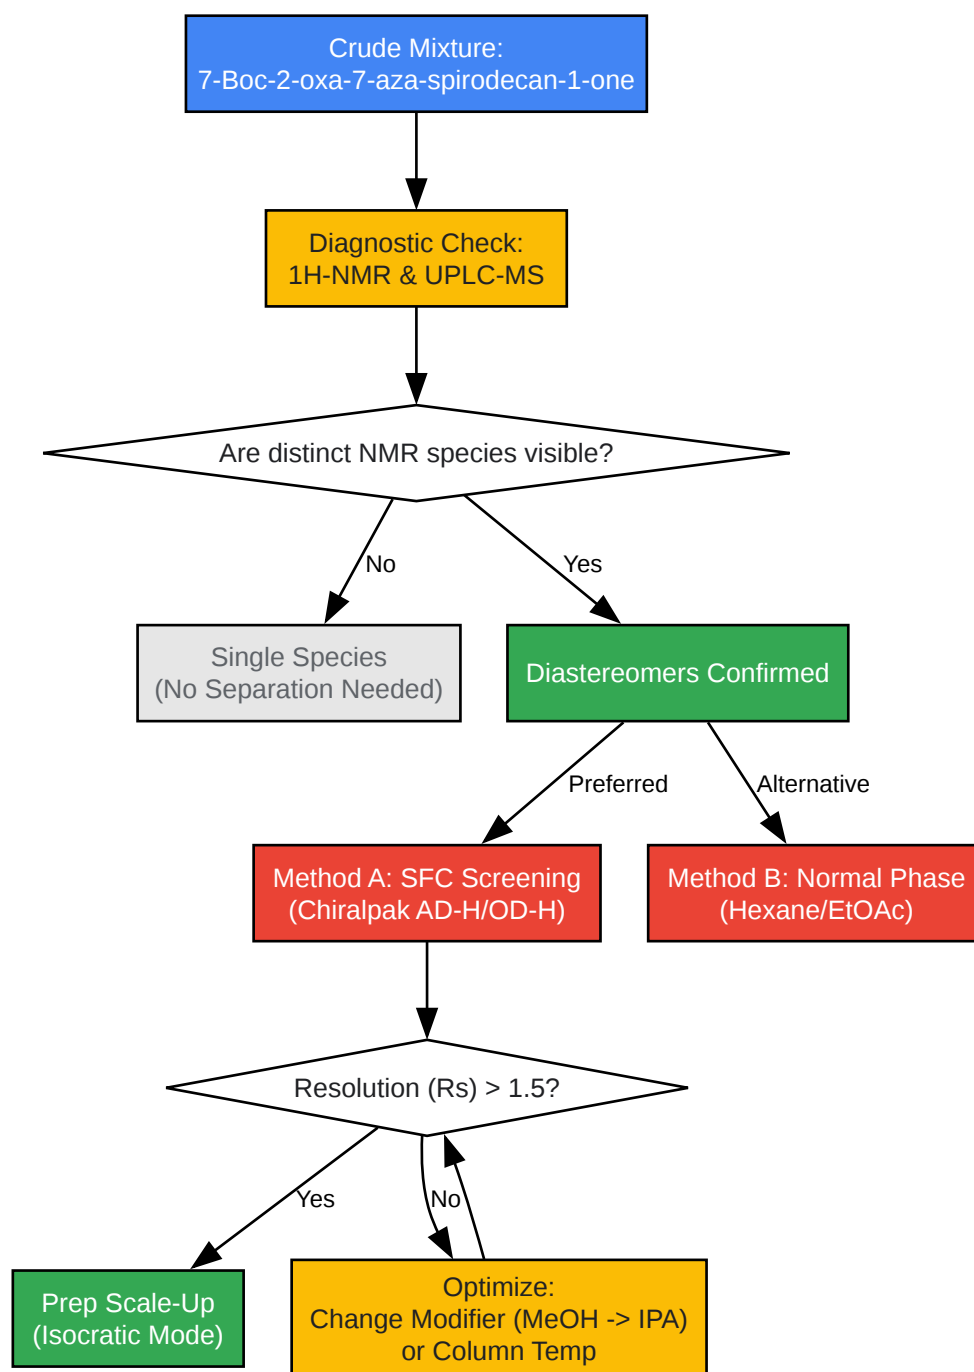 Crude Mixture:
7-Boc-2-oxa-7-aza-spirodecan-1-one
Diagnostic Check:
1H-NMR & UPLC-MS
Are distinct NMR species visible?
No
Yes
Single Species
(No Separation Needed)
Diastereomers Confirmed
Preferred
Alternative
Method A: SFC Screening
(Chiralpak AD-H/OD-H)
Method B: Normal Phase
(Hexane/EtOAc)
Resolution (Rs) > 1.5?
Yes
No
Prep Scale-Up
(Isocratic Mode)
Optimize:
Change Modifier (MeOH -> IPA)
or Column Temp